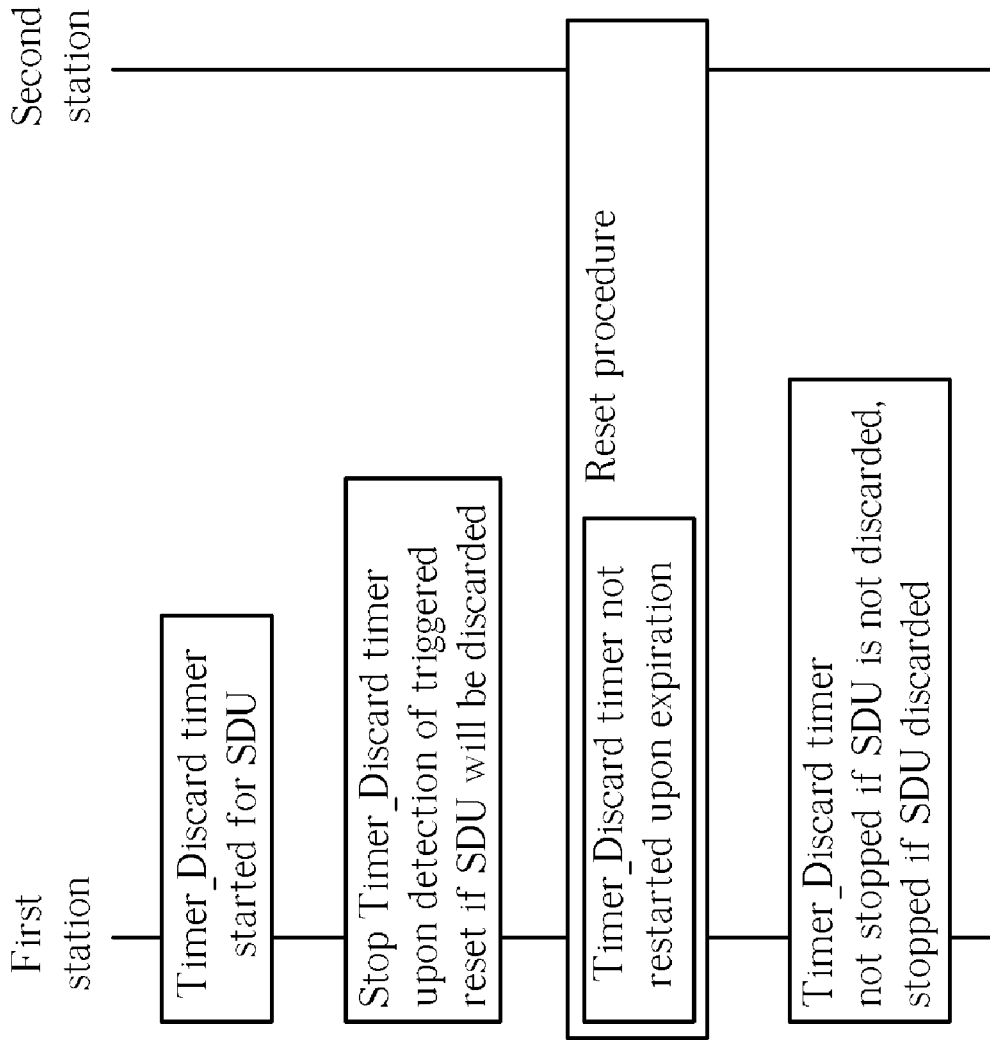 First
station
Second
station
Timer_Discard timer
started for SDU
Stop Timer_Discard timer
upon detection of triggered
reset if SDU will be discarded
Timer_Discard timer not
restarted upon expiration
Reset procedure
Timer_Discard timer
not stopped if SDU is not discarded,
stopped if SDU discarded